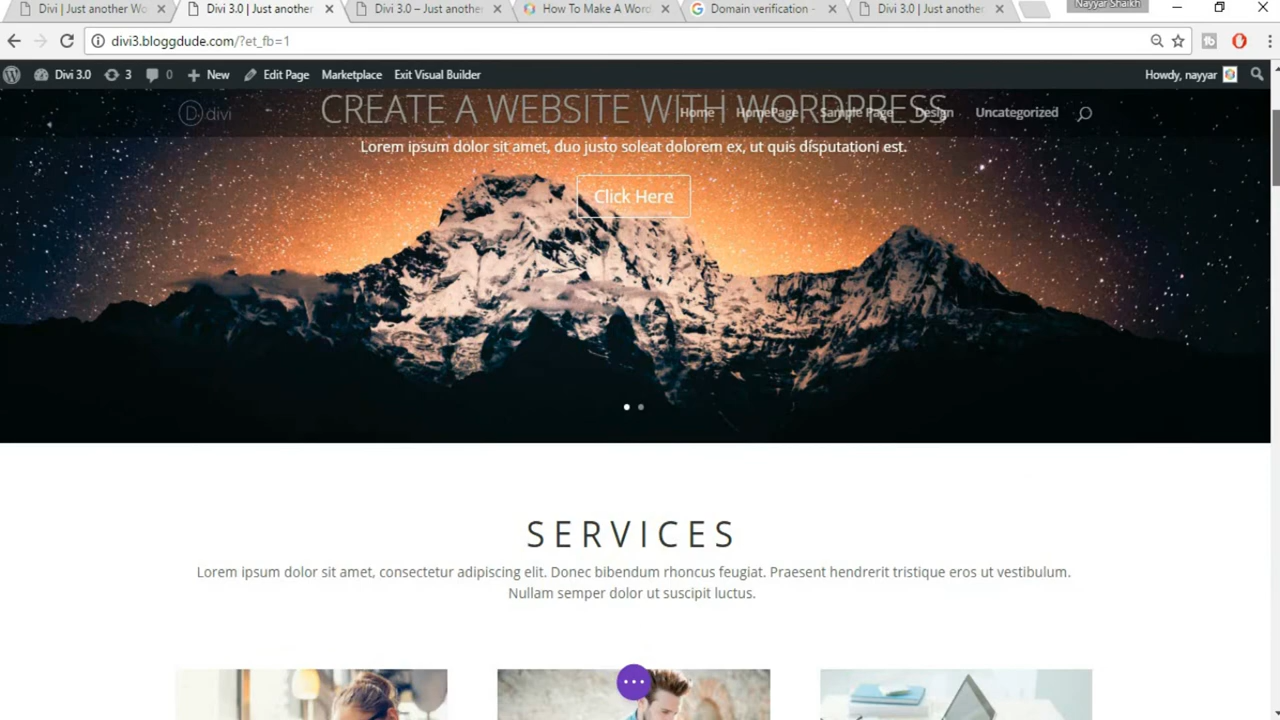 Divi | Just another Wo
Divi 3.0 | Just another
Divi 3.0 – Just anothe
How To Make A Word
Domain verification -
Divi 3.0 | Just another
Nayyar Shaikh
divi3.bloggdude.com/?et_fb=1
Divi 3.0
3
0
New
Edit Page
Marketplace
Exit Visual Builder
Howdy, nayyar
D divi
CREATE A WEBSITE WITH WORDPRESS
Home
HomePage
Sample Page
Design
Uncategorized
Lorem ipsum dolor sit amet, duo justo soleat dolorem ex, ut quis disputationi est.
Click Here
SERVICES
Lorem ipsum dolor sit amet, consectetur adipiscing elit. Donec bibendum rhoncus feugiat. Praesent hendrerit tristique eros ut vestibulum.
Nullam semper dolor ut suscipit luctus.